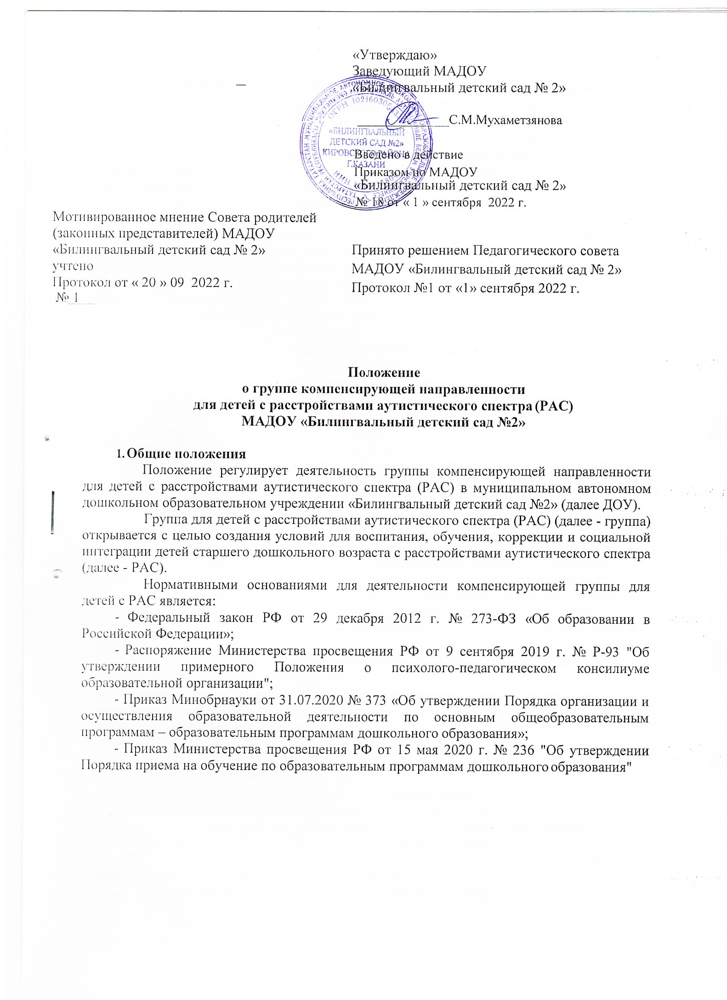 «Утверждаю»
Заведующий МАДОУ
«Билингвальный детский сад № 2»
С.М.Мухаметзянова
«БИЛИНГВАЛЬНЫЙ
ДЕТСКИЙ САД №2»
КИРОВСКОГО РАЙОНА
Г.КАЗАНИ
Введено в действие
Приказом по МАДОУ
«Билингвальный детский сад № 2»
№ 18 от « 1 » сентября 2022 г.
Мотивированное мнение Совета родителей
(законных представителей) МАДОУ
«Билингвальный детский сад № 2»
учтено
Протокол от « 20 » 09 2022 г.
№ 1
Принято решением Педагогического совета
МАДОУ «Билингвальный детский сад № 2»
Протокол №1 от «1» сентября 2022 г.
Положение
о группе компенсирующей направленности
для детей с расстройствами аутистического спектра (РАС)
МАДОУ «Билингвальный детский сад №2»
1. Общие положения
Положение регулирует деятельность группы компенсирующей направленности
для детей с расстройствами аутистического спектра (РАС) в муниципальном автономном
дошкольном образовательном учреждении «Билингвальный детский сад №2» (далее ДОУ).
Группа для детей с расстройствами аутистического спектра (РАС) (далее - группа)
открывается с целью создания условий для воспитания, обучения, коррекции и социальной
интеграции детей старшего дошкольного возраста с расстройствами аутистического спектра
(далее - РАС).
Нормативными основаниями для деятельности компенсирующей группы для
детей с РАС является:
- Федеральный закон РФ от 29 декабря 2012 г. № 273-ФЗ «Об образовании в
Российской Федерации»;
- Распоряжение Министерства просвещения РФ от 9 сентября 2019 г. № Р-93 "Об
утверждении примерного Положения о психолого-педагогическом консилиуме
образовательной организации";
- Приказ Минобрнауки от 31.07.2020 № 373 «Об утверждении Порядка организации и
осуществления образовательной деятельности по основным общеобразовательным
программам – образовательным программам дошкольного образования»;
- Приказ Министерства просвещения РФ от 15 мая 2020 г. № 236 "Об утверждении
Порядка приема на обучение по образовательным программам дошкольного образования"